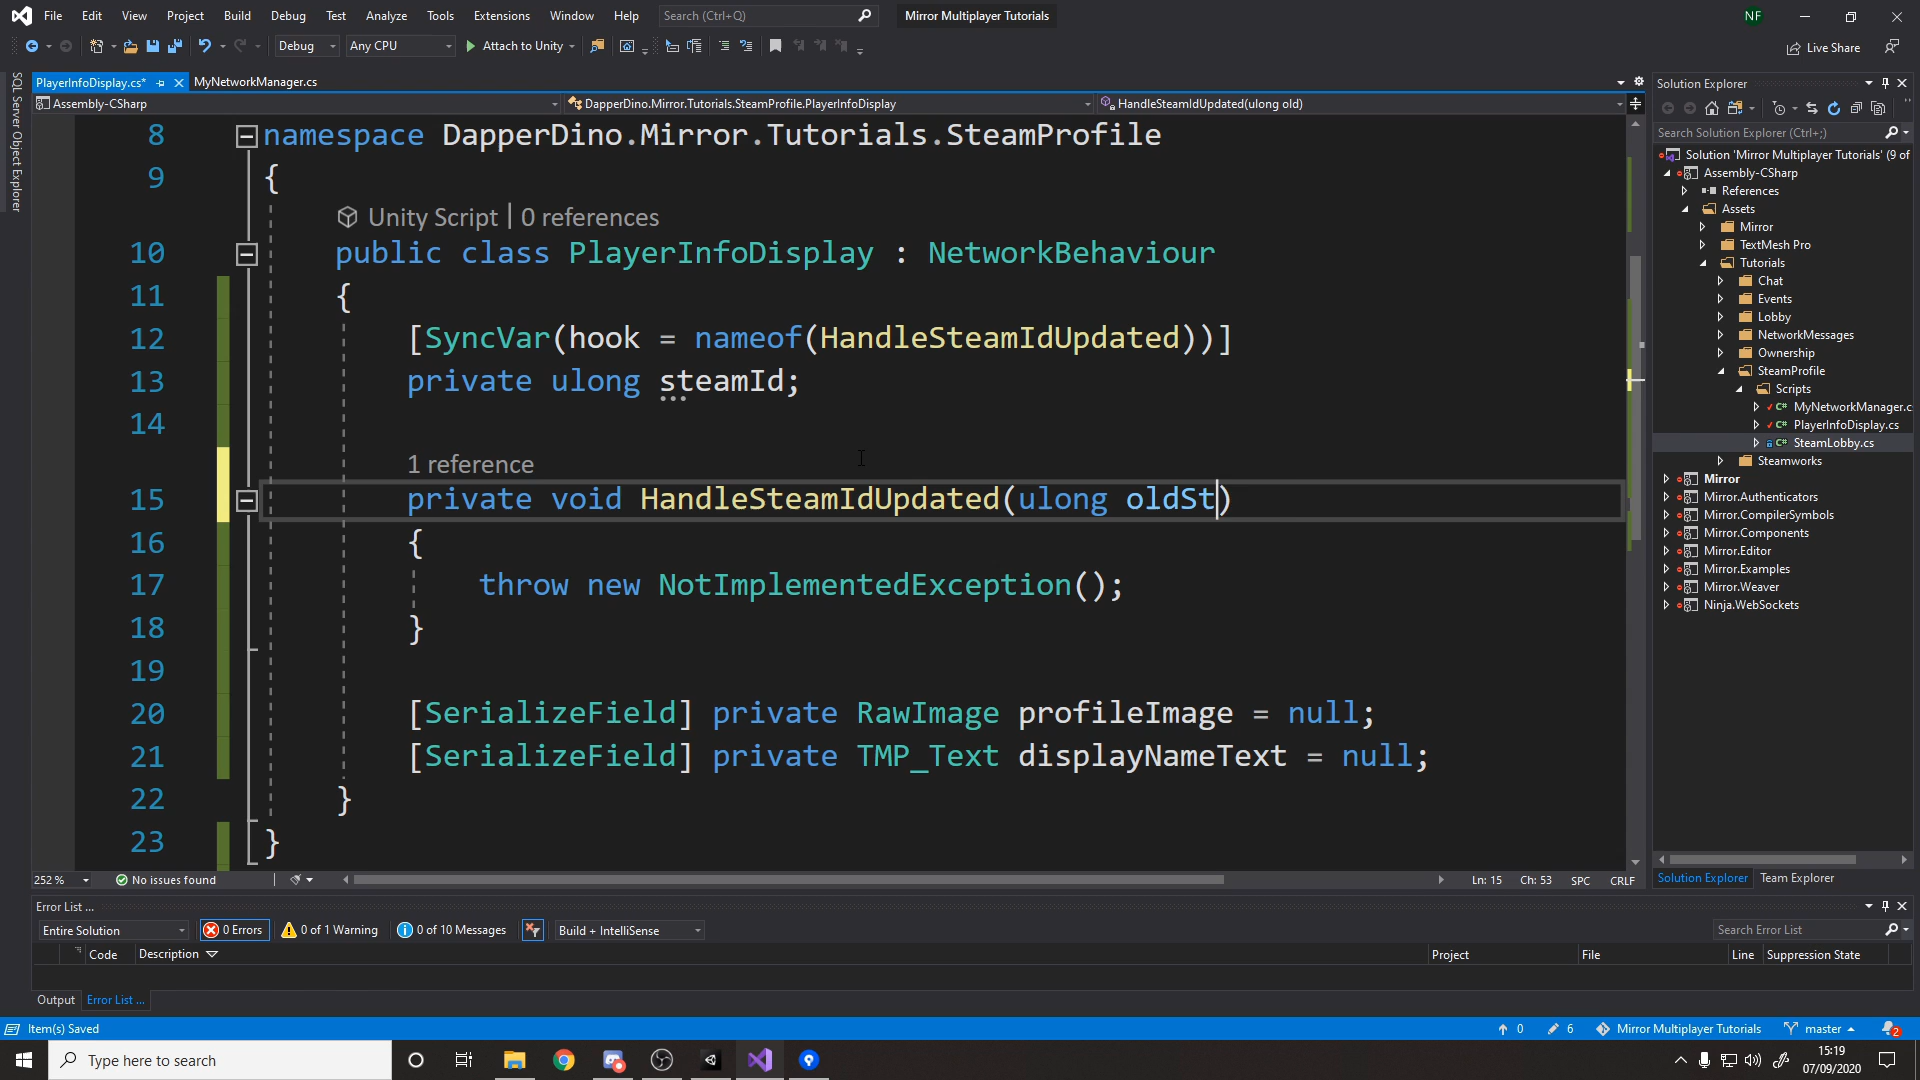 File Edit View Project Build Debug Test Analyze Tools Extensions Window Help Search (Ctrl+Q) Mirror Multiplayer Tutorials NF
Debug Any CPU Attach to Unity Live Share
SQL Server Object Explorer
PlayerInfoDisplay.cs* MyNetworkManager.cs
Assembly-CSharp DapperDino.Mirror.Tutorials.SteamProfile.PlayerInfoDisplay HandleSteamIdUpdated(ulong old)
8 namespace DapperDino.Mirror.Tutorials.SteamProfile
9 {
Unity Script | 0 references
10 public class PlayerInfoDisplay : NetworkBehaviour
11 {
12 [SyncVar(hook = nameof(HandleSteamIdUpdated))]
13 private ulong steamId;
14
1 reference
15 private void HandleSteamIdUpdated(ulong oldSt)
16 {
17 throw new NotImplementedException();
18 }
19
20 [SerializeField] private RawImage profileImage = null;
21 [SerializeField] private TMP_Text displayNameText = null;
22 }
23 }
252 % No issues found Ln: 15 Ch: 53 SPC CRLF
Solution Explorer
Search Solution Explorer (Ctrl+;)
Solution 'Mirror Multiplayer Tutorials' (9 of
Assembly-CSharp
References
Assets
Mirror
TextMesh Pro
Tutorials
Chat
Events
Lobby
NetworkMessages
Ownership
SteamProfile
Scripts
MyNetworkManager.c
PlayerInfoDisplay.cs
SteamLobby.cs
Steamworks
Mirror
Mirror.Authenticators
Mirror.CompilerSymbols
Mirror.Components
Mirror.Editor
Mirror.Examples
Mirror.Weaver
Ninja.WebSockets
Solution Explorer Team Explorer
Error List ...
Entire Solution 0 Errors 0 of 1 Warning 0 of 10 Messages Build + IntelliSense Search Error List
Code Description Project File Line Suppression State
Output Error List ...
Item(s) Saved 0 6 Mirror Multiplayer Tutorials master 2
Type here to search
15:19
07/09/2020